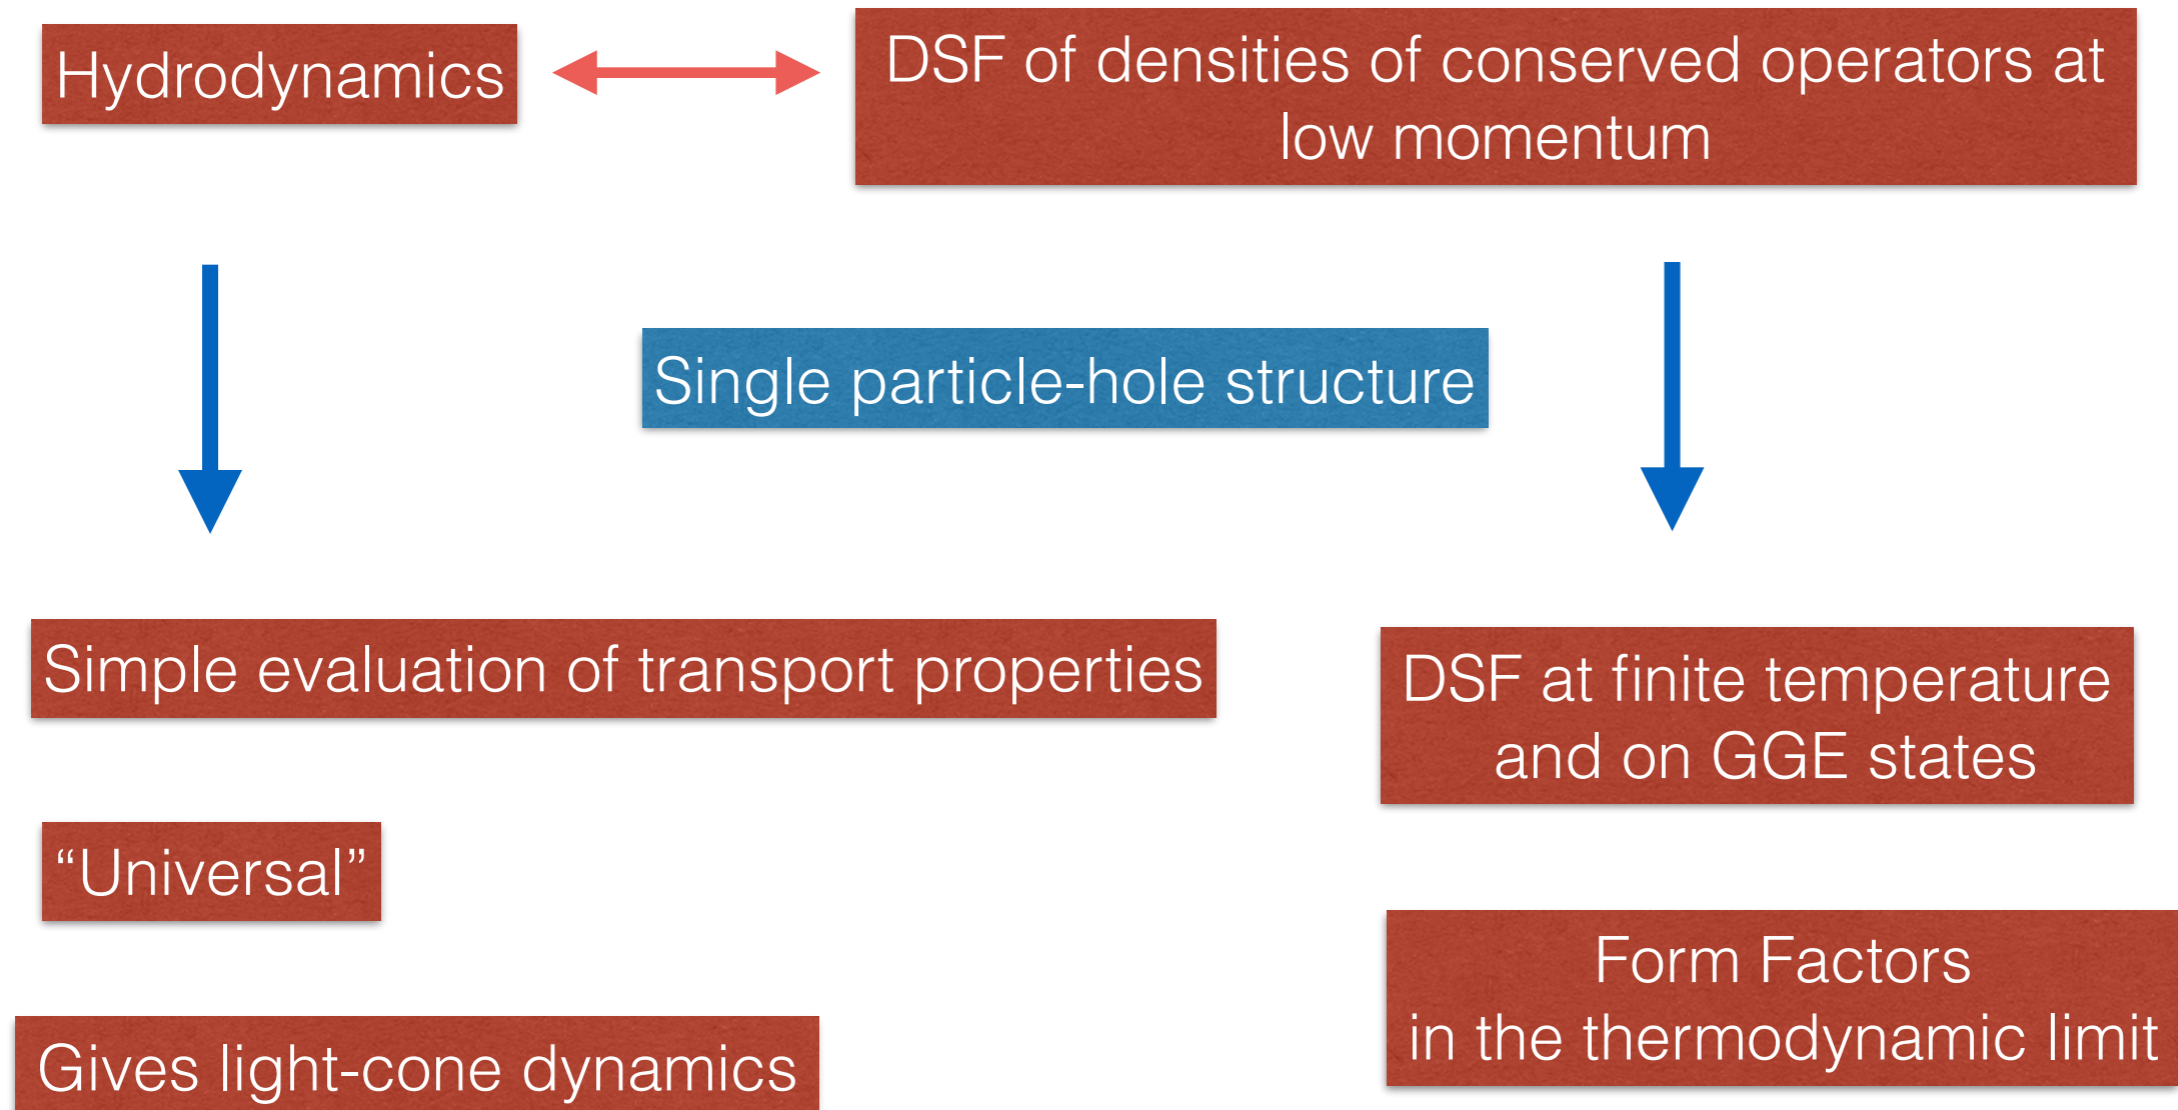 Hydrodynamics
DSF of densities of conserved operators at
low momentum
Single particle-hole structure
Simple evaluation of transport properties
DSF at finite temperature
and on GGE states
“Universal”
Form Factors
in the thermodynamic limit
Gives light-cone dynamics